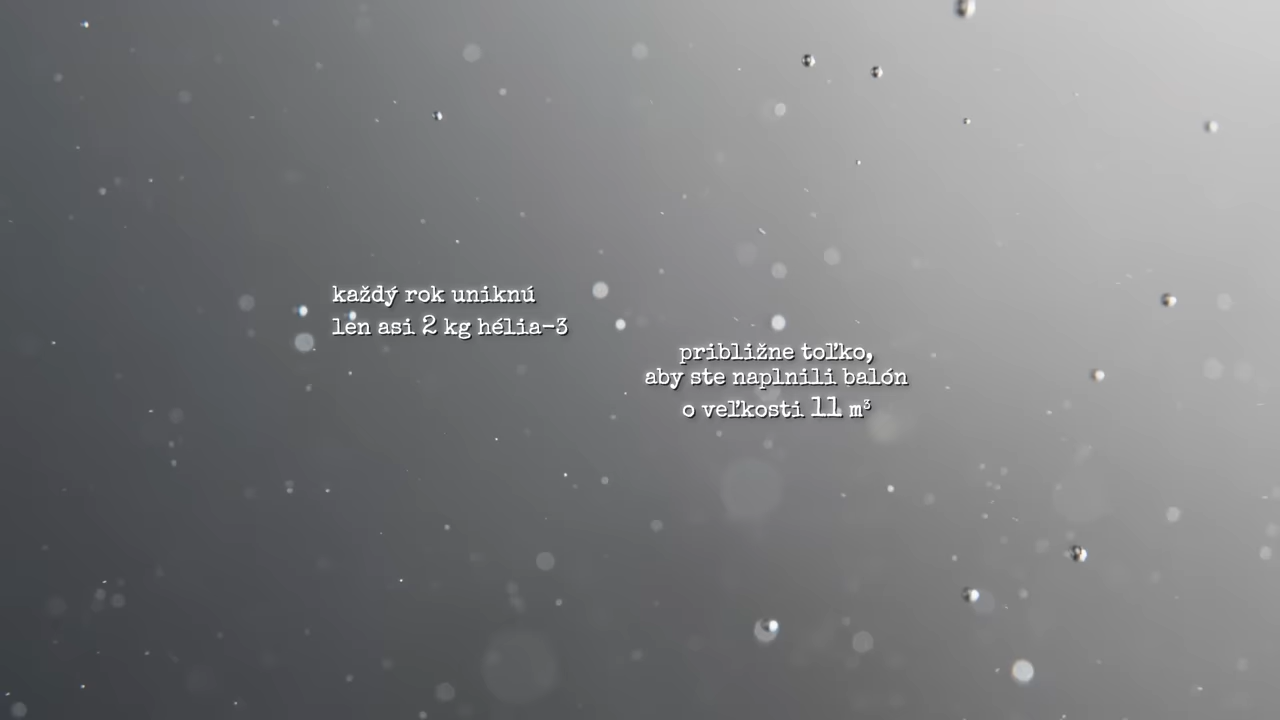 každý rok uniknú
len asi 2 kg hélia-3
približne toľko,
aby ste naplnili balón
o veľkosti 11 m³